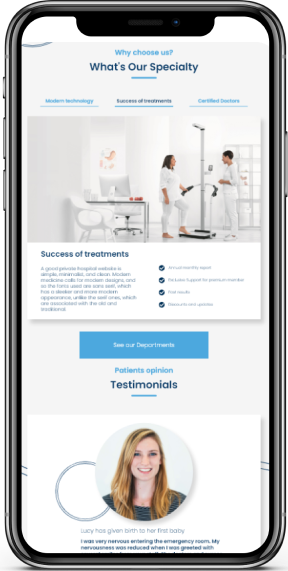 Why choose us?
What's Our Specialty
Modern technology
Success of treatments
Certified Doctors
Success of treatments
A good private hospital website is
simple, minimalist, and clean. Modern
medicine calls for modern designs, and
so the fonts used are sans serif, which
has a sleeker and more modern
appearance, unlike the serif ones, which
are associated with the old and
traditional
Annual monthly report
Exclusive Support for premium member
Fast results
Discounts and updates
See our Departments
Patients opinion
Testimonials
Lucy has given birth to her first baby
I was very nervous entering the emergency room. My
nervousness was reduced when I was greeted with